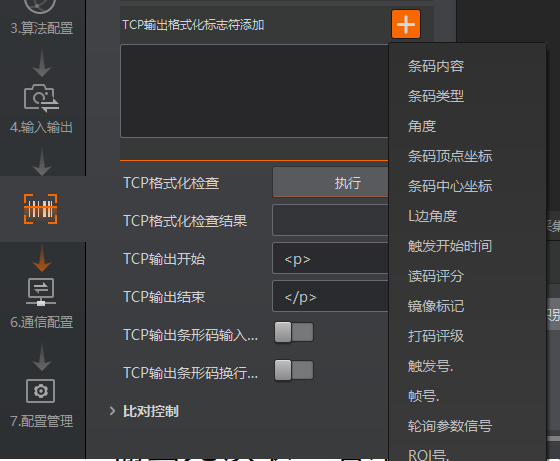 3.算法配置
4.输入输出
6.通信配置
7.配置管理
TCP输出格式化标志符添加
TCP格式化检查
执行
TCP格式化检查结果
TCP输出开始
<p>
TCP输出结束
</p>
TCP输出条形码输入...
TCP输出条形码换行...
比对控制
条码内容
条码类型
角度
条码顶点坐标
条码中心坐标
L边角度
触发开始时间
读码评分
镜像标记
打码评级
触发号.
帧号.
轮询参数信号
ROI号.
采集